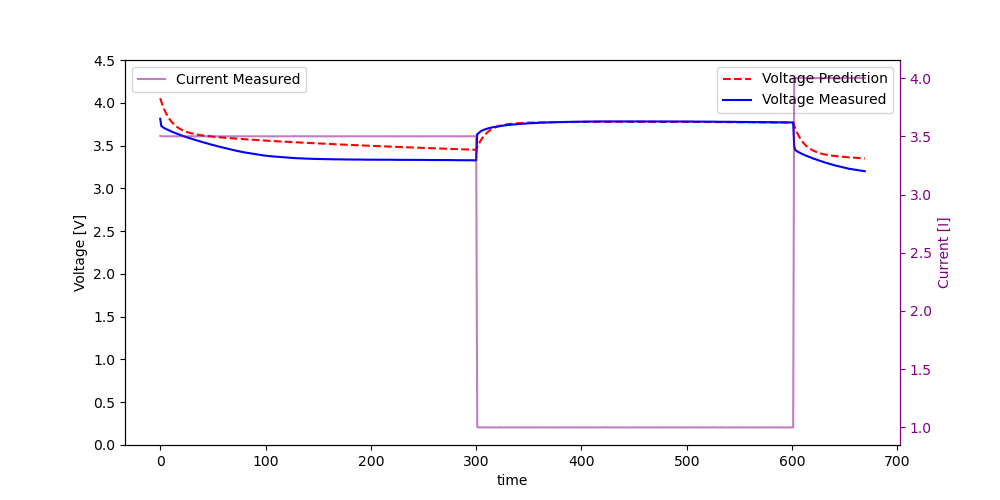 Current Measured
Voltage Prediction
Voltage Measured
4.5
4.0
3.5
3.0
2.5
2.0
1.5
1.0
0.5
0.0
Voltage [V]
4.0
3.5
3.0
2.5
2.0
1.5
1.0
Current [I]
0 100 200 300 400 500 600 700
time